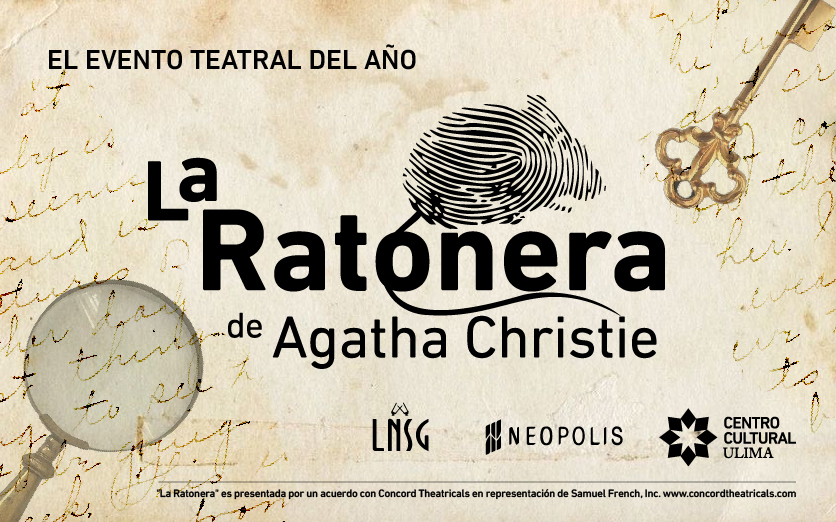 EL EVENTO TEATRAL DEL AÑO
La
Ratonera
de Agatha Christie
LNSG
NEOPOLIS
CENTRO
CULTURAL
ULIMA
"La Ratonera" es presentada por un acuerdo con Concord Theatricals en representación de Samuel French, Inc. www.concordtheatricals.com